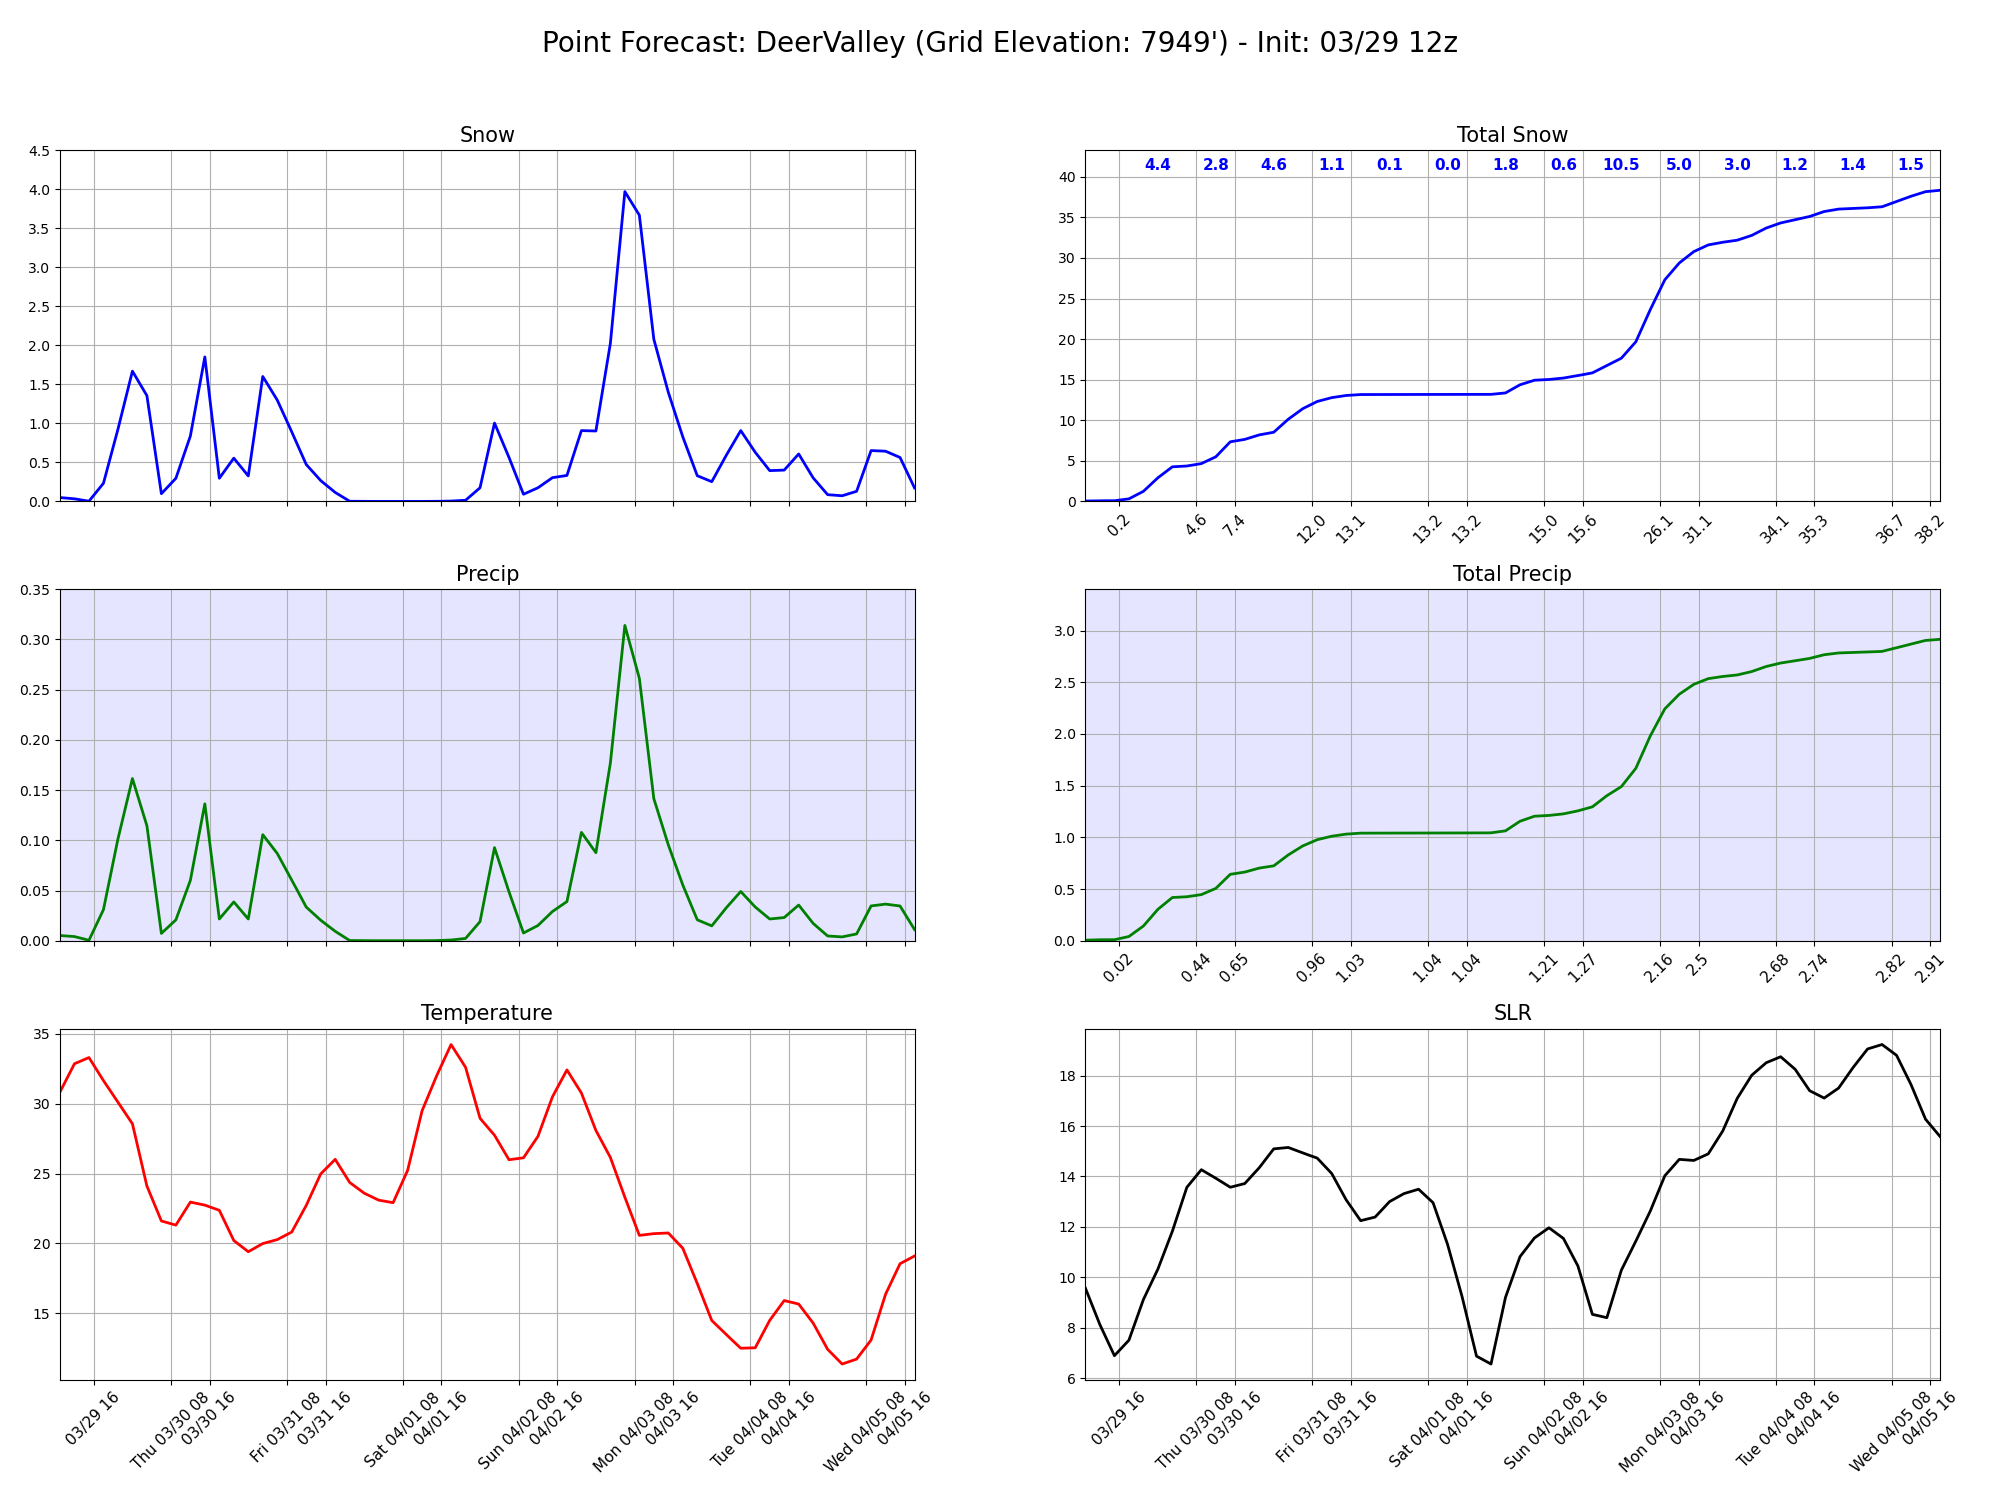 Point Forecast: DeerValley (Grid Elevation: 7949') - Init: 03/29 12z
Snow
4.5
4.0
3.5
3.0
2.5
2.0
1.5
1.0
0.5
0.0
Total Snow
4.4 2.8 4.6 1.1 0.1 0.0 1.8 0.6 10.5 5.0 3.0 1.2 1.4 1.5
40
35
30
25
20
15
10
5
0
0.2 4.6 7.4 12.0 13.1 13.2 13.2 15.0 15.6 26.1 31.1 34.1 35.3 36.7 38.2
Precip
0.35
0.30
0.25
0.20
0.15
0.10
0.05
0.00
Total Precip
3.0
2.5
2.0
1.5
1.0
0.5
0.0
0.02 0.44 0.65 0.96 1.03 1.04 1.04 1.21 1.27 2.16 2.5 2.68 2.74 2.82 2.91
Temperature
35
30
25
20
15
03/29 16
Thu 03/30 08
03/30 16
Fri 03/31 08
03/31 16
Sat 04/01 08
04/01 16
Sun 04/02 08
04/02 16
Mon 04/03 08
04/03 16
Tue 04/04 08
04/04 16
Wed 04/05 08
04/05 16
SLR
18
16
14
12
10
8
6
03/29 16
Thu 03/30 08
03/30 16
Fri 03/31 08
03/31 16
Sat 04/01 08
04/01 16
Sun 04/02 08
04/02 16
Mon 04/03 08
04/03 16
Tue 04/04 08
04/04 16
Wed 04/05 08
04/05 16